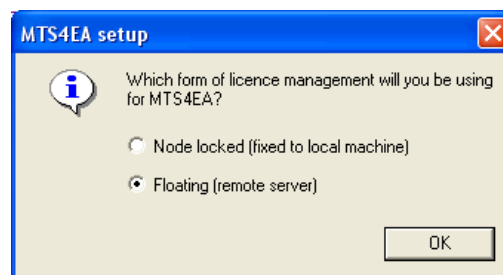 MTS4EA setup
Which form of licence management will you be using
for MTS4EA?
Node locked (fixed to local machine)
Floating (remote server)
OK